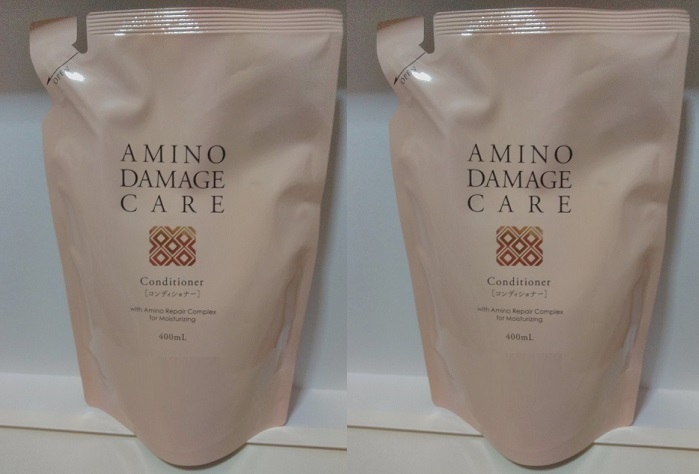 OPEN
AMINO
DAMAGE
CARE
Conditioner
[コンディショナー]
with Amino Repair Complex
for Moisturizing
400mL
OPEN
AMINO
DAMAGE
CARE
Conditioner
[コンディショナー]
with Amino Repair Complex
for Moisturizing
400mL